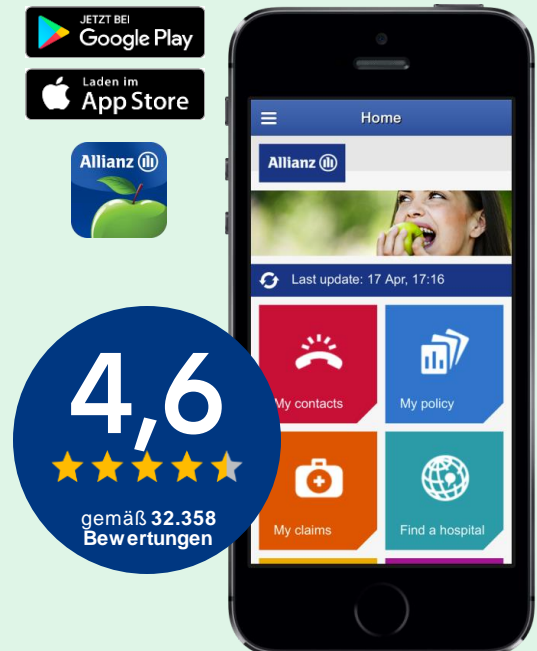 JETZT BEI
Google Play
Laden im
App Store
Allianz
Home
Allianz
Last update: 17 Apr, 17:16
My contacts
My policy
My claims
Find a hospital
4,6
gemäß 32.358
Bewertungen